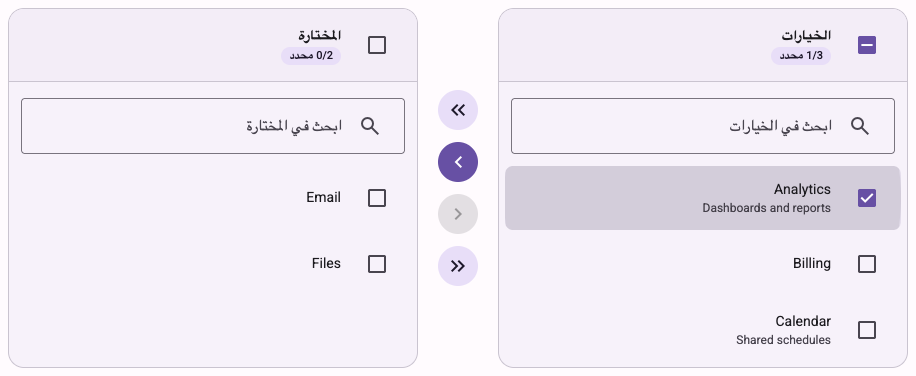 الخيارات
1/3 محدد
ابحث في الخيارات
Analytics
Dashboards and reports
Billing
Calendar
Shared schedules
المختارة
0/2 محدد
ابحث في المختارة
Email
Files